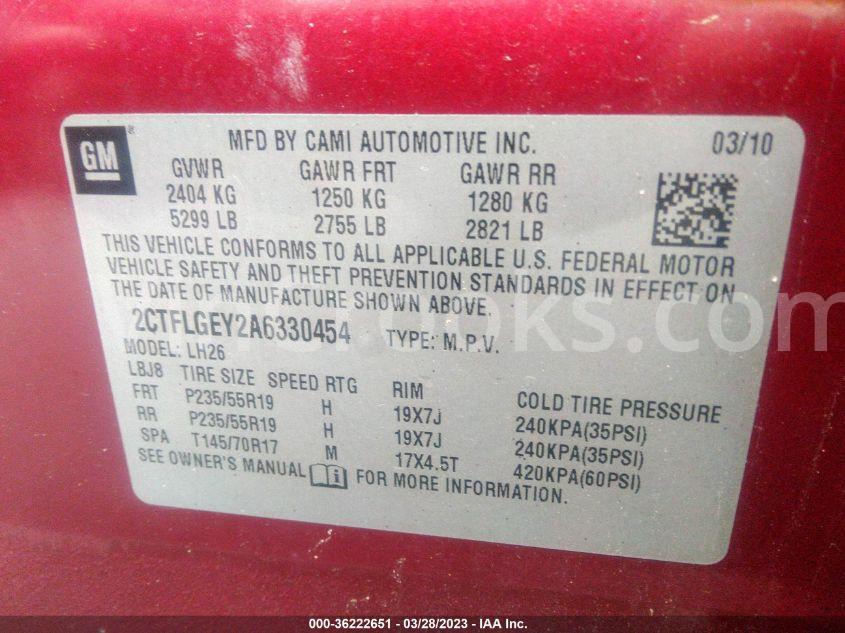 GM ® MFD BY CAMI AUTOMOTIVE INC. 03/10
GVWR GAWR FRT GAWR RR
2404 KG 1250 KG 1280 KG
5299 LB 2755 LB 2821 LB
THIS VEHICLE CONFORMS TO ALL APPLICABLE U.S. FEDERAL MOTOR
VEHICLE SAFETY AND THEFT PREVENTION STANDARDS IN EFFECT ON
THE DATE OF MANUFACTURE SHOWN ABOVE.
2CTFLGEY2A6330454 TYPE: M.P.V.
MODEL: LH26
LBJ8 TIRE SIZE SPEED RTG RIM COLD TIRE PRESSURE
FRT P235/55R19 H 19X7J 240KPA(35PSI)
RR P235/55R19 H 19X7J 240KPA(35PSI)
SPA T145/70R17 M 17X4.5T 420KPA(60PSI)
SEE OWNER'S MANUAL FOR MORE INFORMATION.
000-36222651 - 03/28/2023 - IAA Inc.